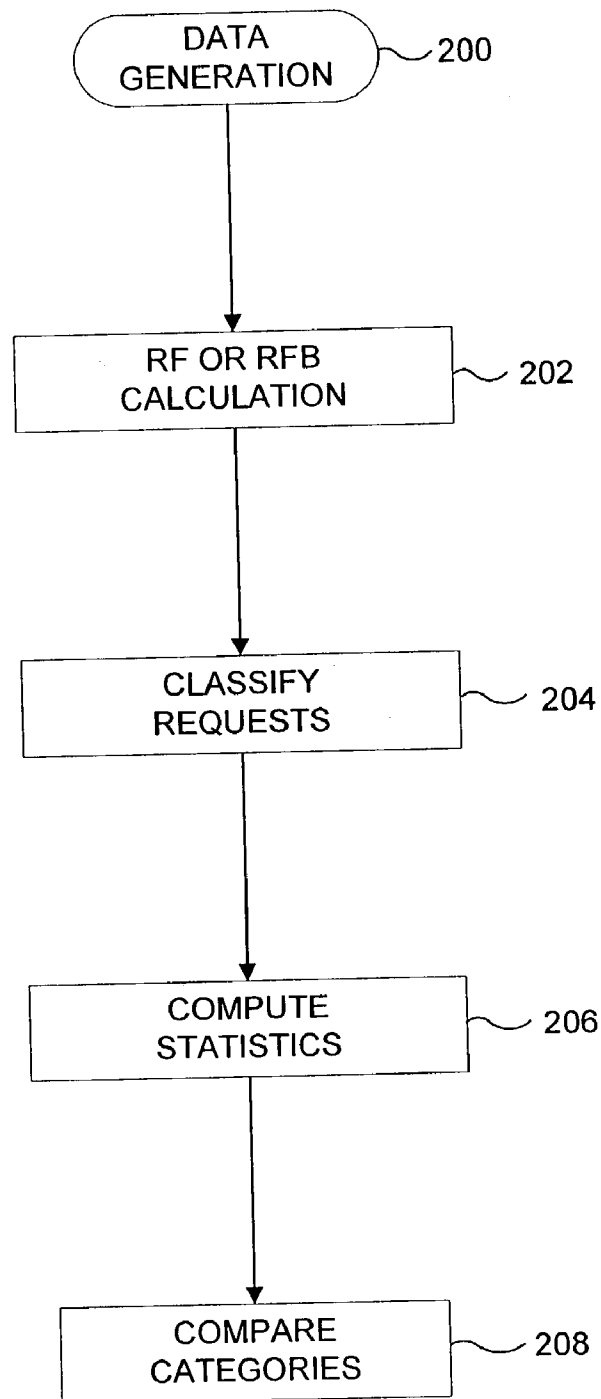 DATA
GENERATION
200
RF OR RFB
CALCULATION
202
CLASSIFY
REQUESTS
204
COMPUTE
STATISTICS
206
COMPARE
CATEGORIES
208